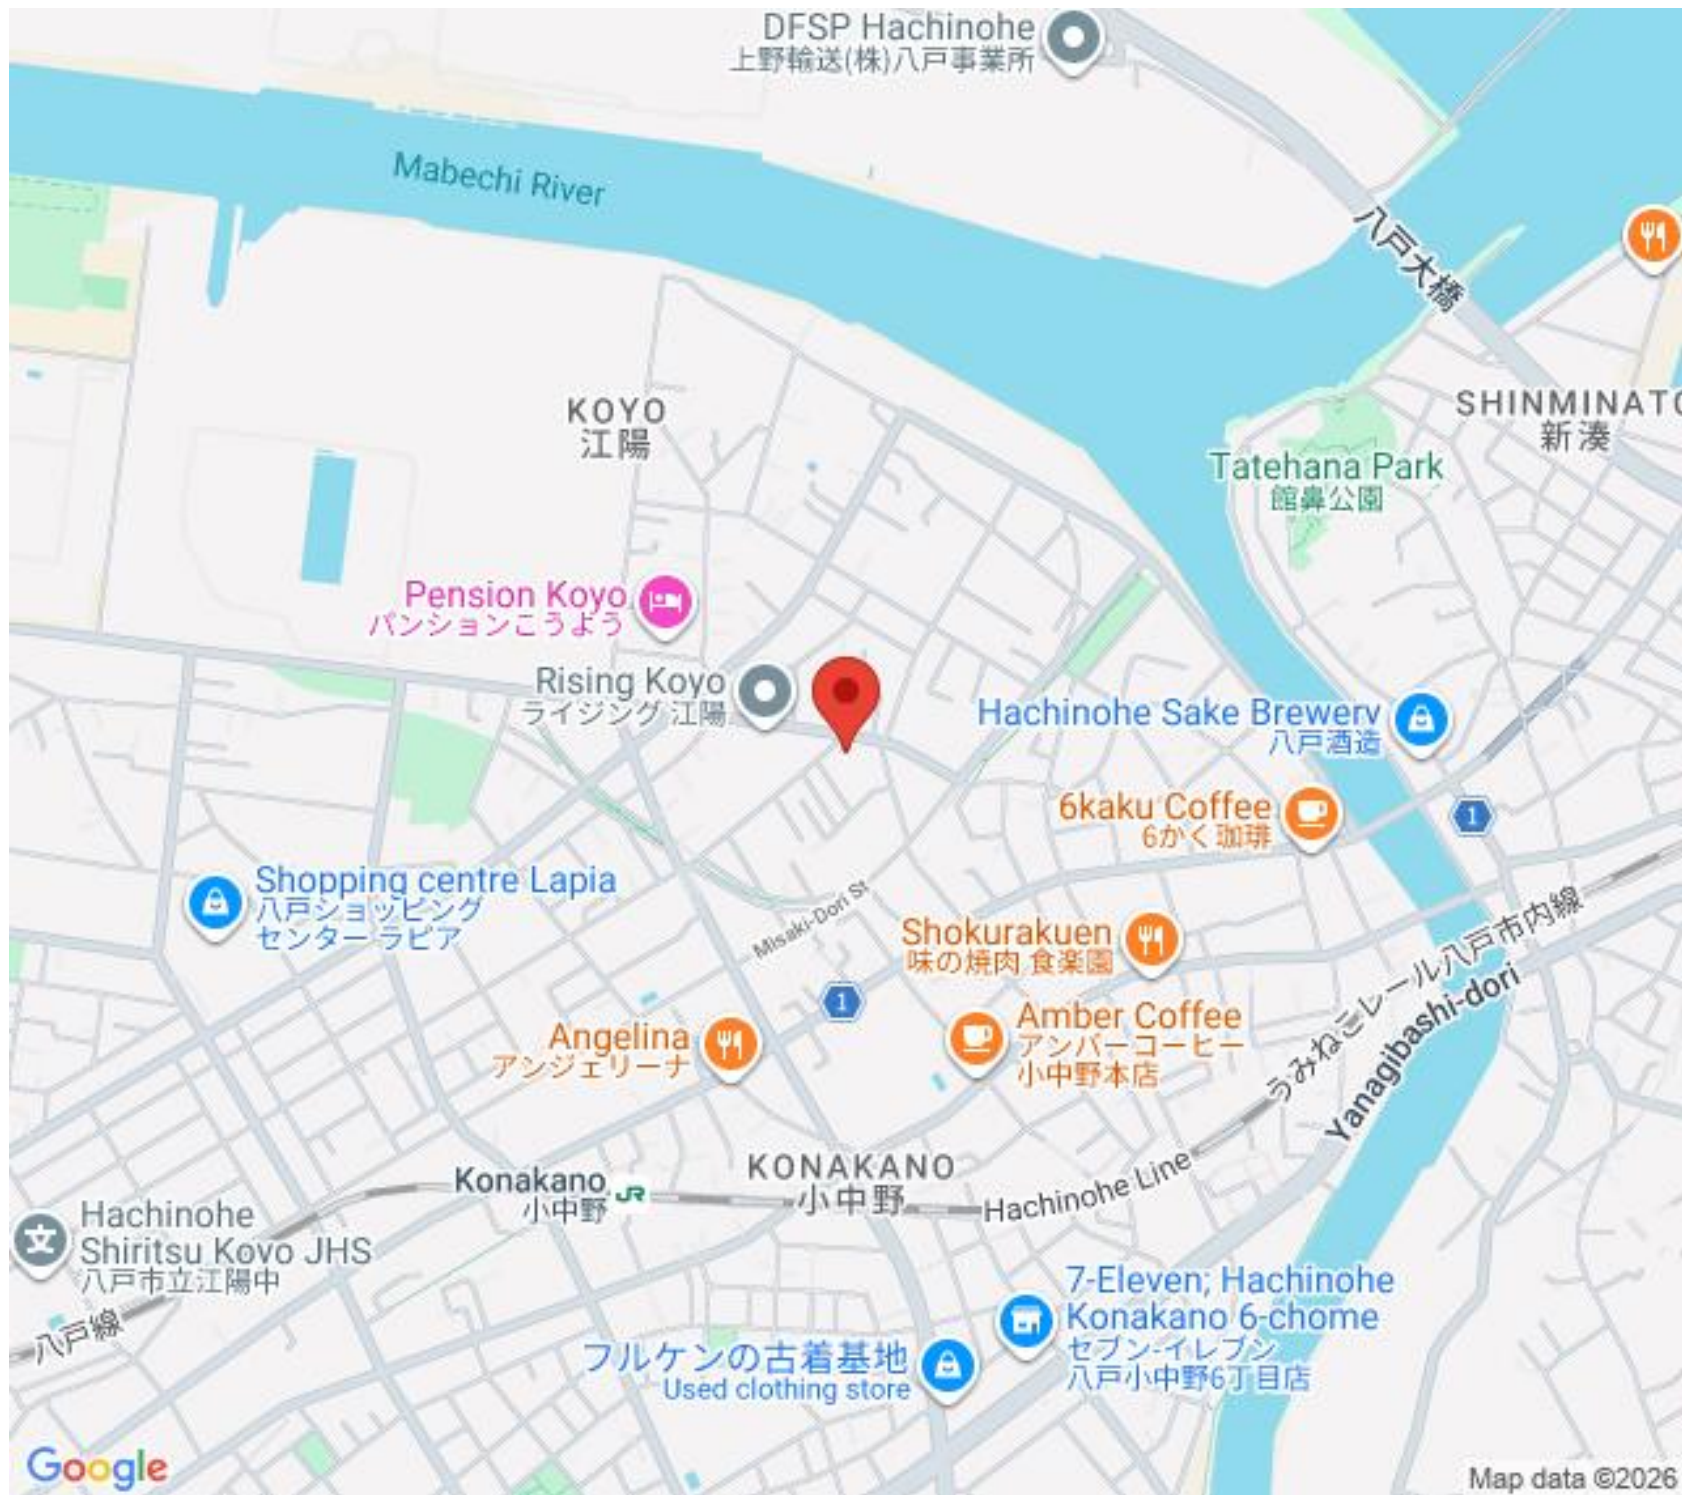 DFSP Hachinohe
上野輸送(株)八戸事業所
Mabechi River
八戸大橋
KOYO
江陽
SHINMINATO
新湊
Tatehana Park
館鼻公園
Pension Koyo
パンションこうよう
Rising Koyo
ライジング 江陽
Hachinohe Sake Brewery
八戸酒造
6kaku Coffee
6かく珈琲
1
Shopping centre Lapia
八戸ショッピング
センター ラピア
Misaki-Dori St
Shokurakuen
味の焼肉 食楽園
うみねこレール八戸市内線
Yanagibashi-dori
1
Angelina
アンジェリーナ
Amber Coffee
アンバーコーヒー
小中野本店
Konakano
小中野
JR
KONAKANO
小中野
Hachinohe Line
Hachinohe
Shiritsu Koyo JHS
八戸市立江陽中
文
八戸線
7-Eleven; Hachinohe
Konakano 6-chome
セブン-イレブン
八戸小中野6丁目店
フルケンの古着基地
Used clothing store
Google
Map data ©2026